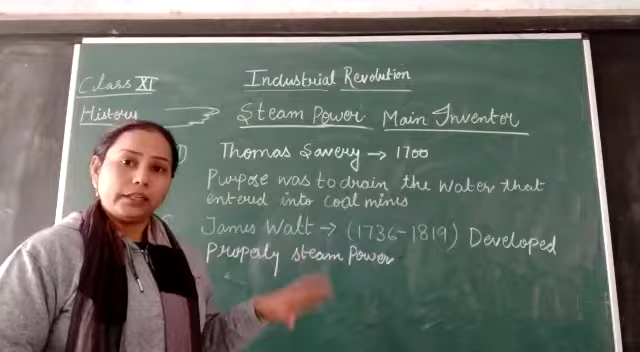 Class XI
Industrial Revolution
History
Steam Power Main Inventor
Thomas Savery → 1700
Purpose was to drain the water that
entered into coal mines
James Watt → (1736-1819) Developed
Properly steam Power